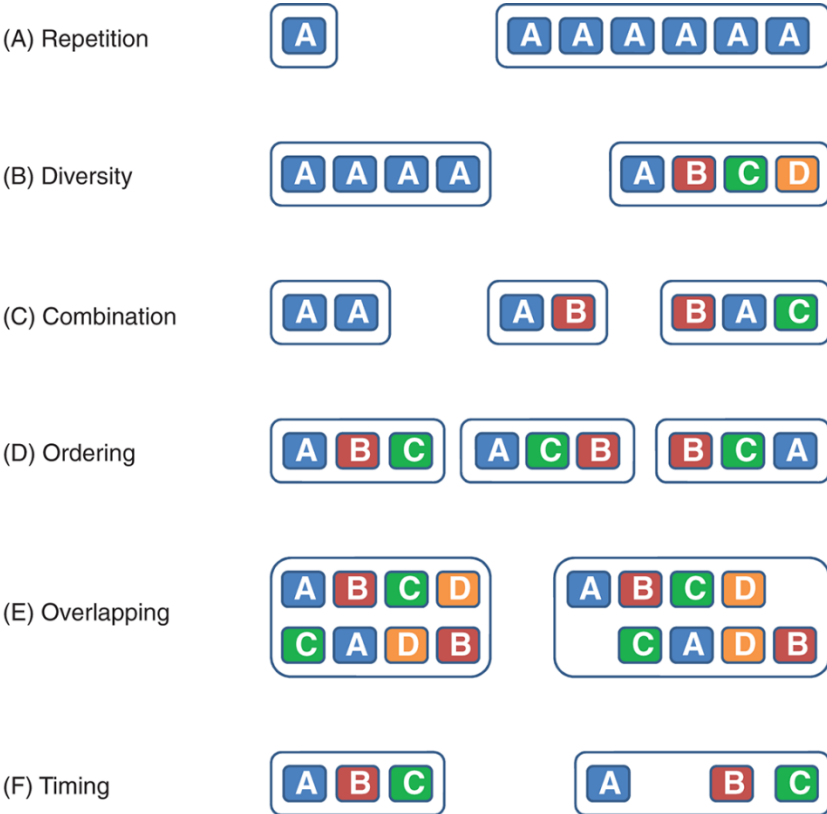 (A) Repetition A A A A A A A
(B) Diversity A A A A A B C D
(C) Combination A A A B B A C
(D) Ordering A B C A C B B C A
A B C D A B C D
(E) Overlapping
C A D B C A D B
(F) Timing A B C A B C